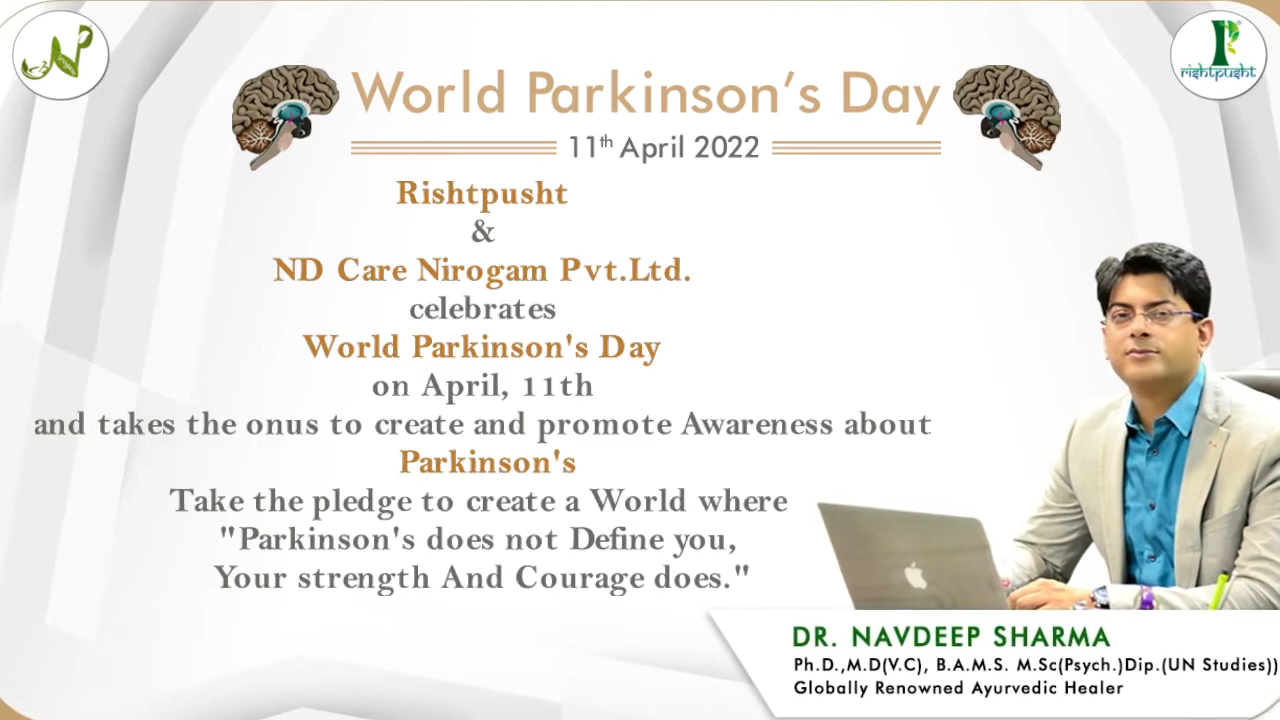 World Parkinson's Day
11th April 2022
rishtpusht
Rishtpusht
&
ND Care Nirogam Pvt.Ltd.
celebrates
World Parkinson's Day
on April, 11th
and takes the onus to create and promote Awareness about
Parkinson's
Take the pledge to create a World where
"Parkinson's does not Define you,
Your strength And Courage does."
DR. NAVDEEP SHARMA
Ph.D.,M.D(V.C), B.A.M.S. M.Sc(Psych.)Dip.(UN Studies))
Globally Renowned Ayurvedic Healer